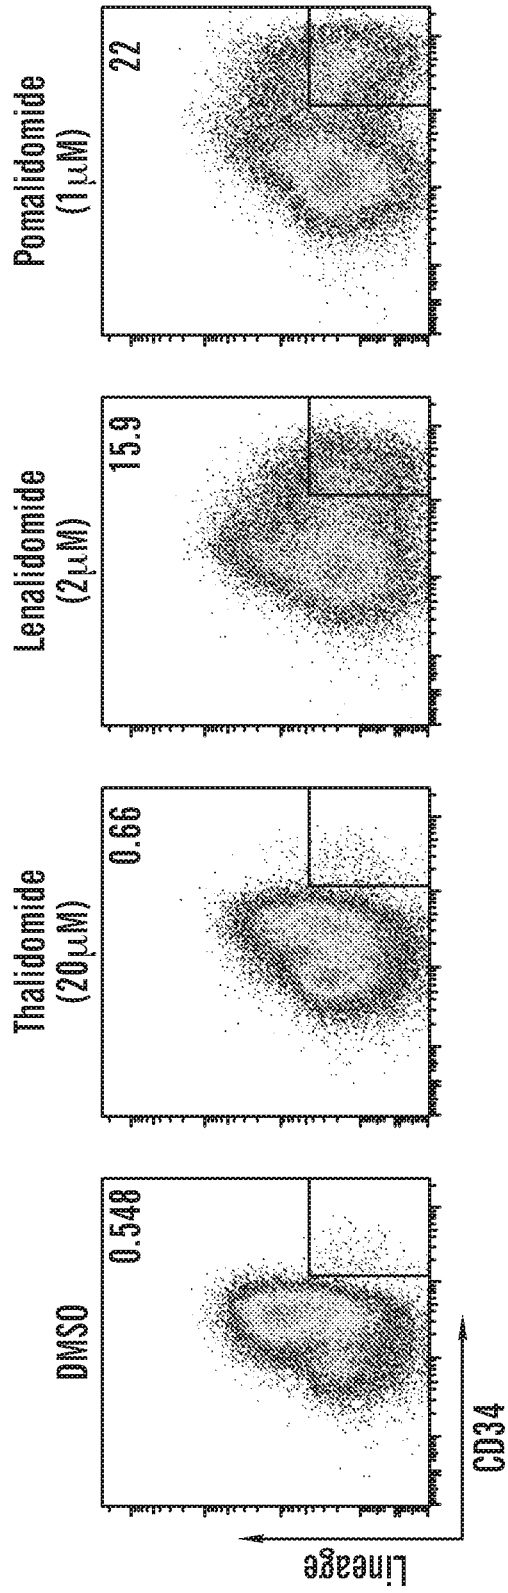 DMSO
0.548
Thalidomide
(20µM)
0.66
Lenalidomide
(2µM)
15.9
Pomalidomide
(1µM)
22
Lineage
CD34